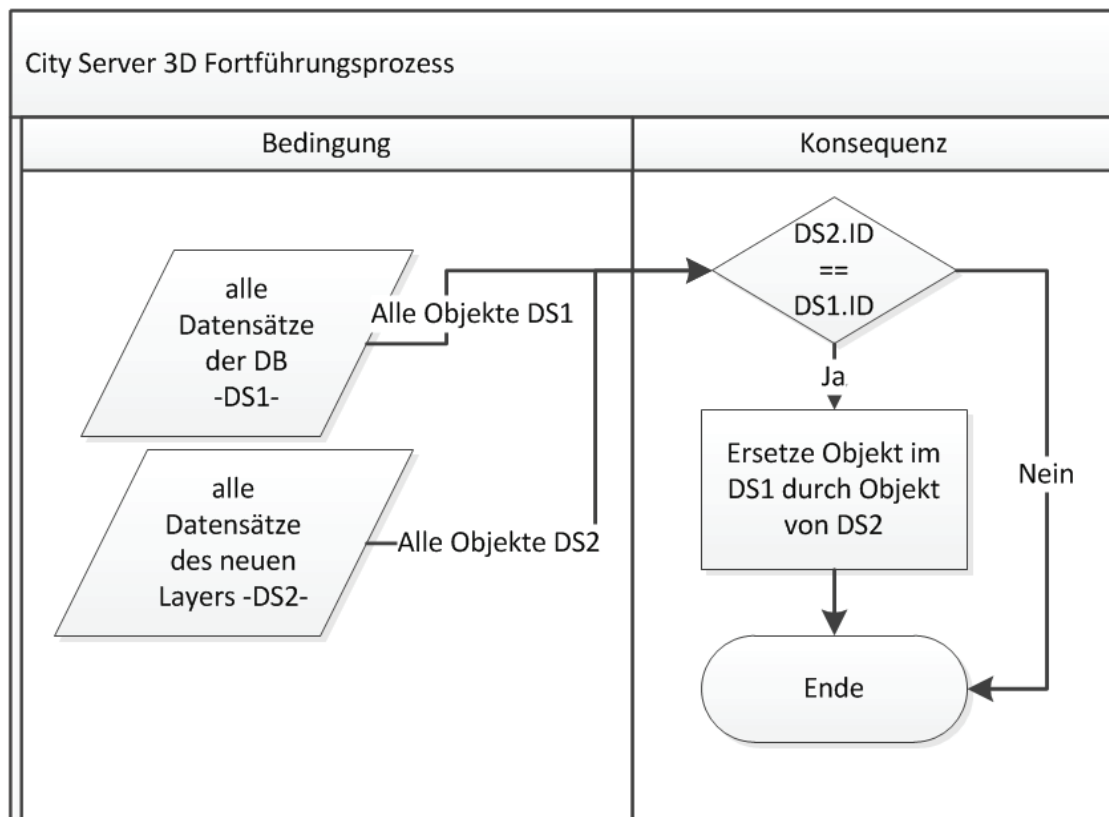 City Server 3D Fortführungsprozess
Bedingung
Konsequenz
alle
Datensätze
der DB
-DS1-
Alle Objekte DS1
alle
Datensätze
des neuen
Layers -DS2-
Alle Objekte DS2
DS2.ID
==
DS1.ID
Ja
Nein
Ersetze Objekt im
DS1 durch Objekt
von DS2
Ende